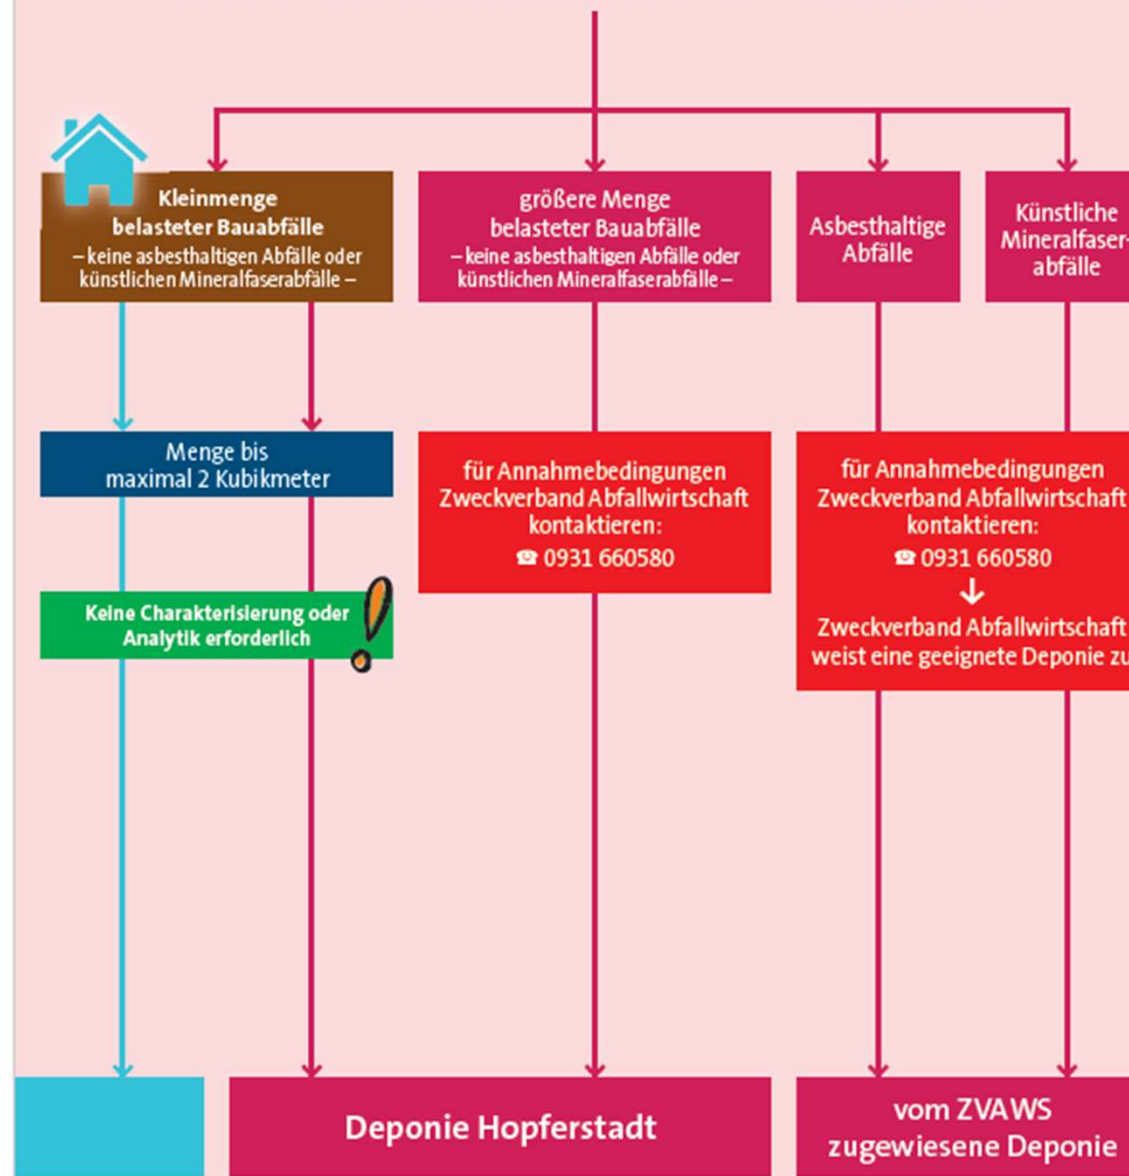 Kleinmenge
belasteter Bauabfälle
– keine asbesthaltigen Abfälle oder
künstlichen Mineralfaserabfälle –
größere Menge
belasteter Bauabfälle
– keine asbesthaltigen Abfälle oder
künstlichen Mineralfaserabfälle –
Asbesthaltige
Abfälle
Künstliche
Mineralfaser-
abfälle
Menge bis
maximal 2 Kubikmeter
für Annahmebedingungen
Zweckverband Abfallwirtschaft
kontaktieren:
☎ 0931 660580
für Annahmebedingungen
Zweckverband Abfallwirtschaft
kontaktieren:
☎ 0931 660580
Zweckverband Abfallwirtschaft
weist eine geeignete Deponie zu
Keine Charakterisierung oder
Analytik erforderlich
Deponie Hopferstadt
vom ZVAWS
zugewiesene Deponie